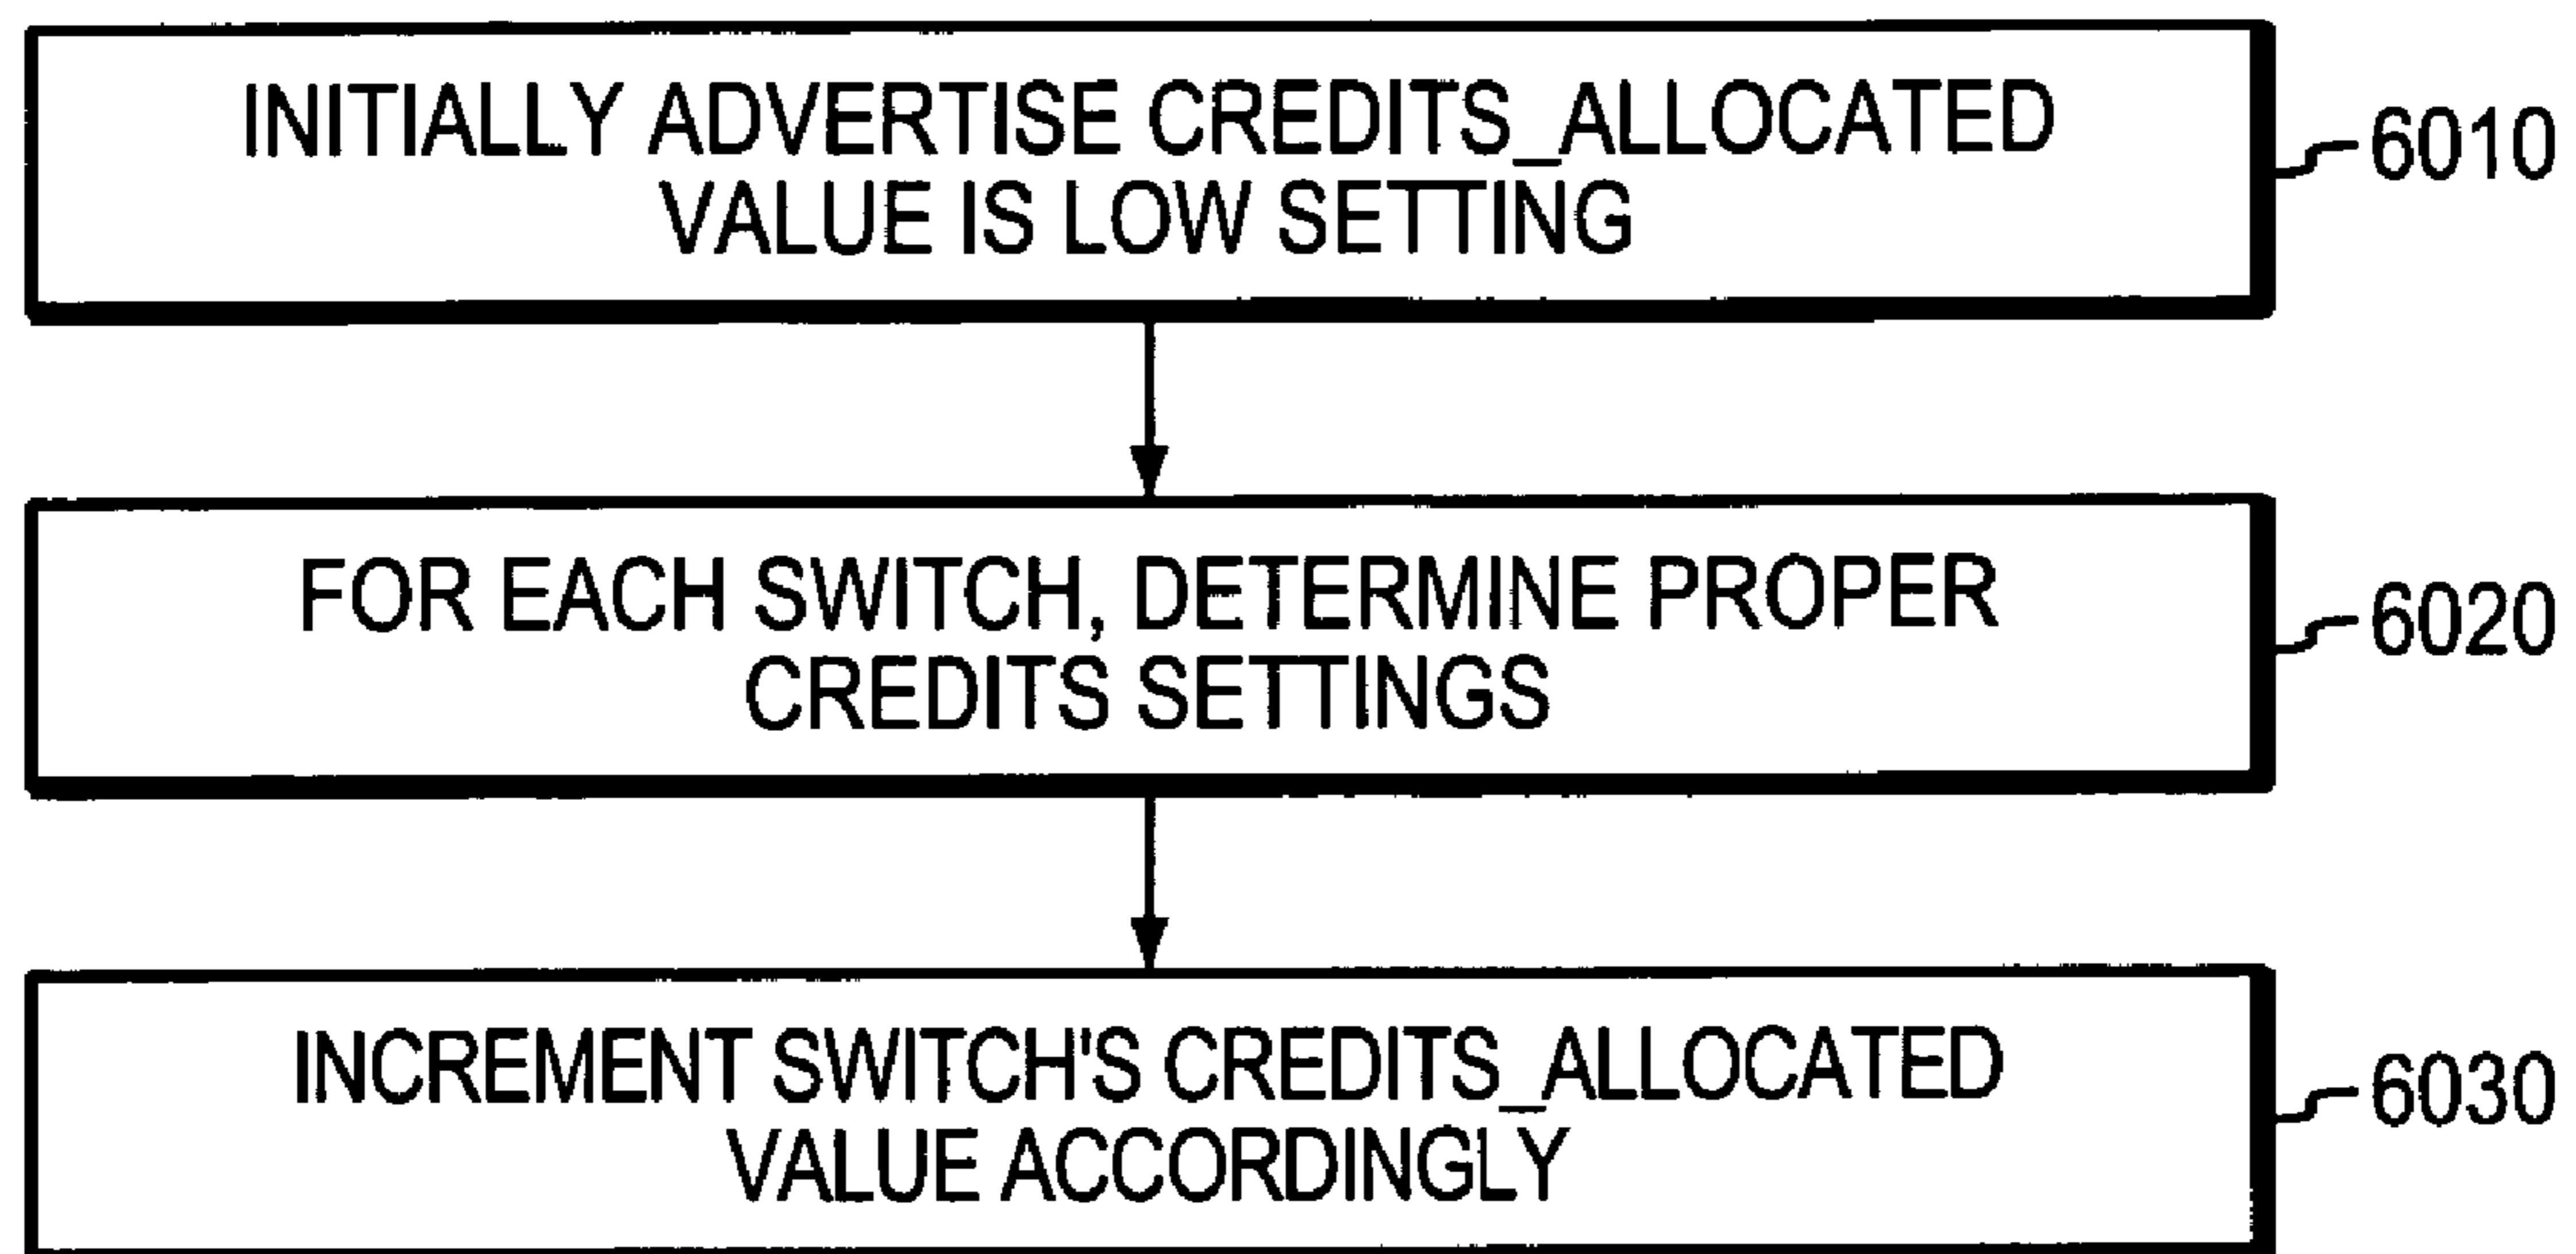 INITIALLY ADVERTISE CREDITS_ALLOCATED
VALUE IS LOW SETTING
6010
FOR EACH SWITCH, DETERMINE PROPER
CREDITS SETTINGS
6020
INCREMENT SWITCH'S CREDITS_ALLOCATED
VALUE ACCORDINGLY
6030